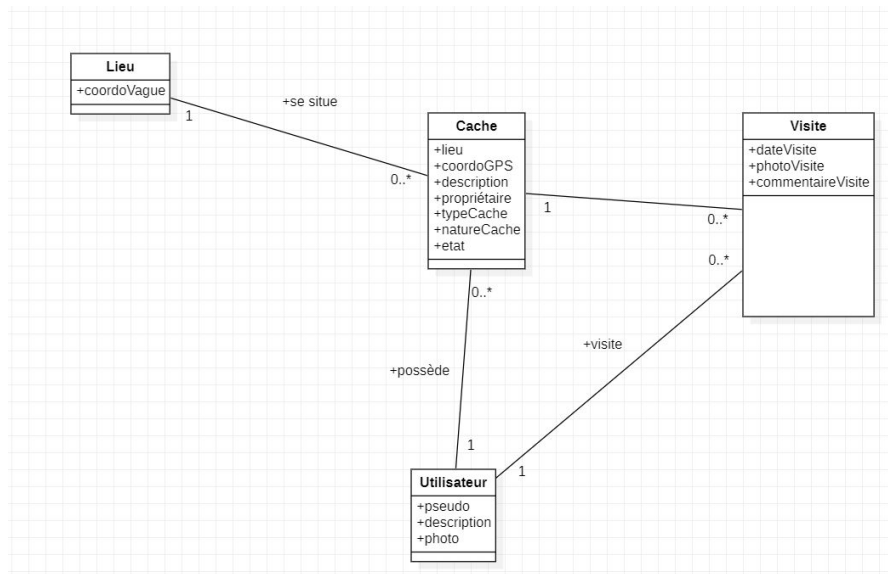 Lieu
+coordoVague
1
+se situe
0..*
Cache
+lieu
+coordoGPS
+description
+propriétaire
+typeCache
+natureCache
+etat
1
0..*
Visite
+dateVisite
+photoVisite
+commentaireVisite
0..*
0..*
+visite
+possède
1
1
Utilisateur
+pseudo
+description
+photo